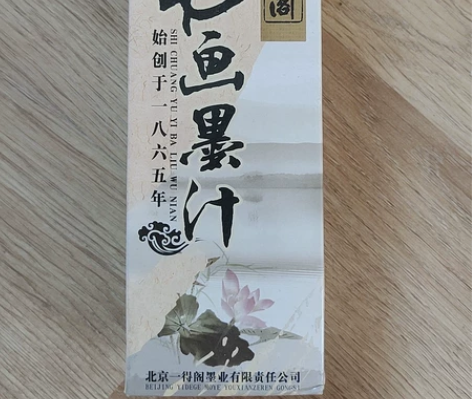 阁
画墨汁
始创于一八六五年
SHI CHUANG YU YI BA LIU WU NIAN
北京一得阁墨业有限责任公司
BEIJING YIDEGE MOYE YOUXIANZEREN GONGSI